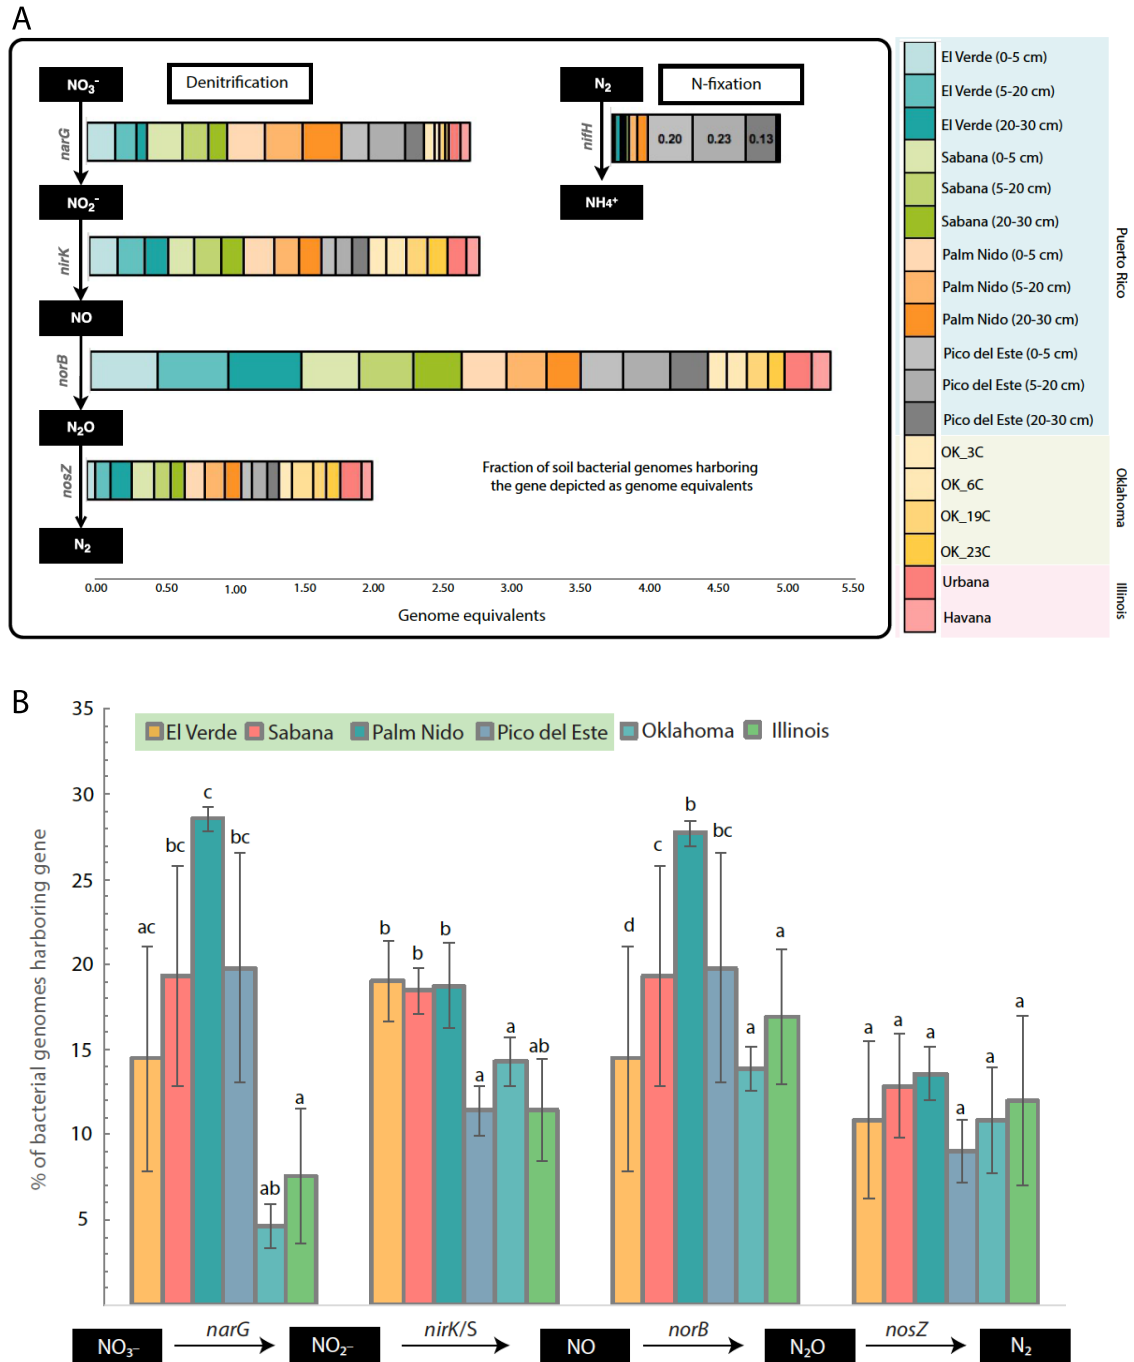 A
NO₃⁻
Denitrification
N₂
N-fixation
narG
nifH
0.20
0.23
0.13
NO₂⁻
NH₄⁺
nirK
NO
norB
N₂O
nosZ
Fraction of soil bacterial genomes harboring
the gene depicted as genome equivalents
N₂
0.00 0.50 1.00 1.50 2.00 2.50 3.00 3.50 4.00 4.50 5.00 5.50
Genome equivalents
El Verde (0-5 cm)
El Verde (5-20 cm)
El Verde (20-30 cm)
Sabana (0-5 cm)
Sabana (5-20 cm)
Sabana (20-30 cm)
Palm Nido (0-5 cm)
Palm Nido (5-20 cm)
Palm Nido (20-30 cm)
Pico del Este (0-5 cm)
Pico del Este (5-20 cm)
Pico del Este (20-30 cm)
Puerto Rico
OK_3C
OK_6C
OK_19C
OK_23C
Oklahoma
Urbana
Havana
Illinois
B
% of bacterial genomes harboring gene
35
30
25
20
15
10
5
El Verde Sabana Palm Nido Pico del Este Oklahoma Illinois
ac bc c bc ab a
b b b a a ab
d c b bc a a
a a a a a a
NO₃₋ narG NO₂₋ nirK/S NO norB N₂O nosZ N₂